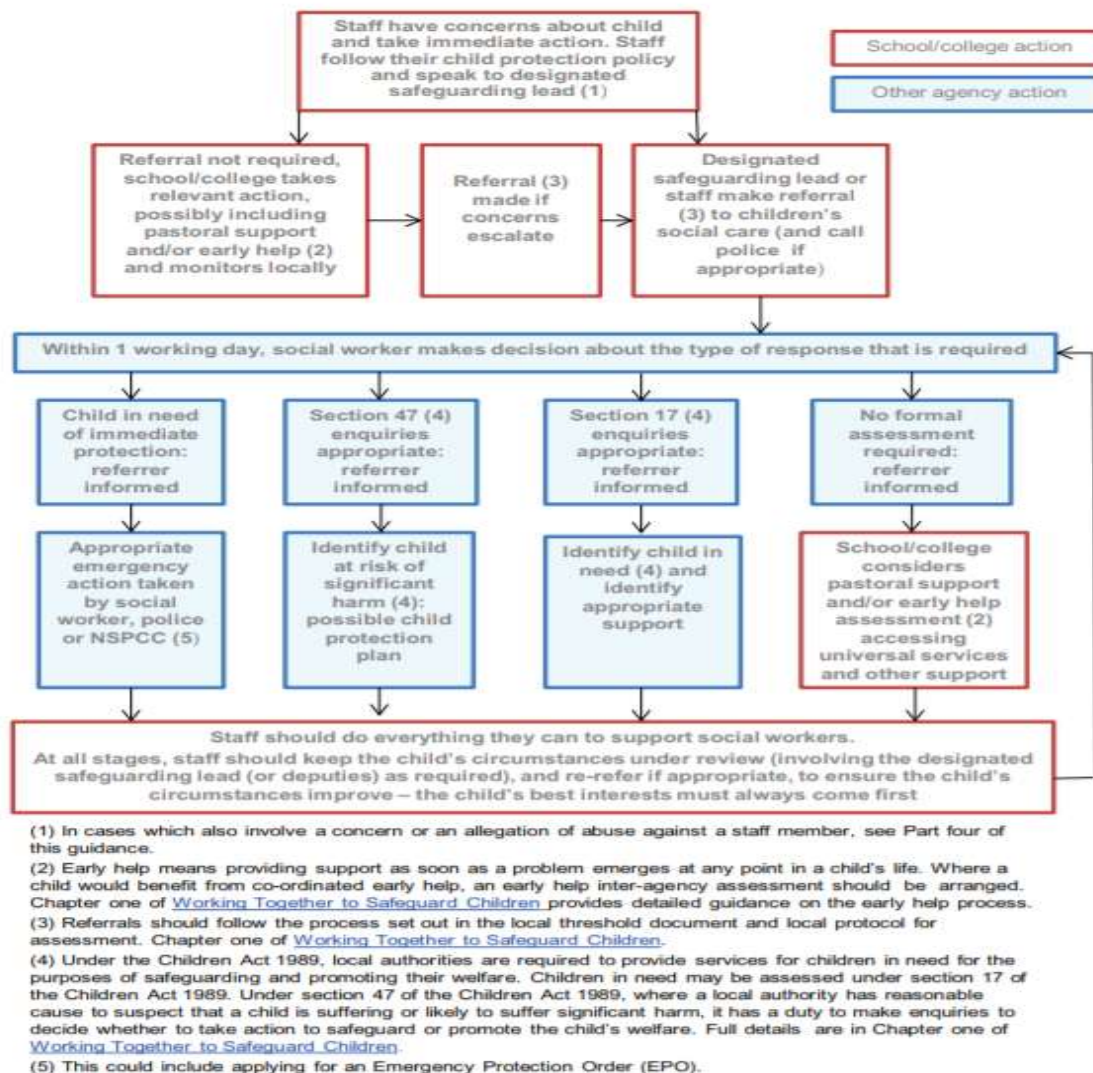 Staff have concerns about child
and take immediate action. Staff
follow their child protection policy
and speak to designated
safeguarding lead (1)
School/college action
Other agency action
Referral not required,
school/college takes
relevant action,
possibly including
pastoral support
and/or early help (2)
and monitors locally
Referral (3)
made if
concerns
escalate
Designated
safeguarding lead or
staff make referral
(3) to children's
social care (and call
police if
appropriate)
Within 1 working day, social worker makes decision about the type of response that is required
Child in need
of immediate
protection:
referrer
informed
Section 47 (4)
enquiries
appropriate:
referrer
informed
Section 17 (4)
enquiries
appropriate:
referrer
informed
No formal
assessment
required:
referrer
informed
Appropriate
emergency
action taken
by social
worker, police
or NSPCC (5)
Identify child
at risk of
significant
harm (4):
possible child
protection
plan
Identify child in
need (4) and
identify
appropriate
support
School/college
considers
pastoral support
and/or early help
assessment (2)
accessing
universal services
and other support
Staff should do everything they can to support social workers.
At all stages, staff should keep the child's circumstances under review (involving the designated
safeguarding lead (or deputies) as required), and re-refer if appropriate, to ensure the child's
circumstances improve – the child's best interests must always come first
(1) In cases which also involve a concern or an allegation of abuse against a staff member, see Part four of
this guidance.
(2) Early help means providing support as soon as a problem emerges at any point in a child's life. Where a
child would benefit from co-ordinated early help, an early help inter-agency assessment should be arranged.
Chapter one of Working Together to Safeguard Children provides detailed guidance on the early help process.
(3) Referrals should follow the process set out in the local threshold document and local protocol for
assessment. Chapter one of Working Together to Safeguard Children.
(4) Under the Children Act 1989, local authorities are required to provide services for children in need for the
purposes of safeguarding and promoting their welfare. Children in need may be assessed under section 17 of
the Children Act 1989. Under section 47 of the Children Act 1989, where a local authority has reasonable
cause to suspect that a child is suffering or likely to suffer significant harm, it has a duty to make enquiries to
decide whether to take action to safeguard or promote the child's welfare. Full details are in Chapter one of
Working Together to Safeguard Children.
(5) This could include applying for an Emergency Protection Order (EPO).